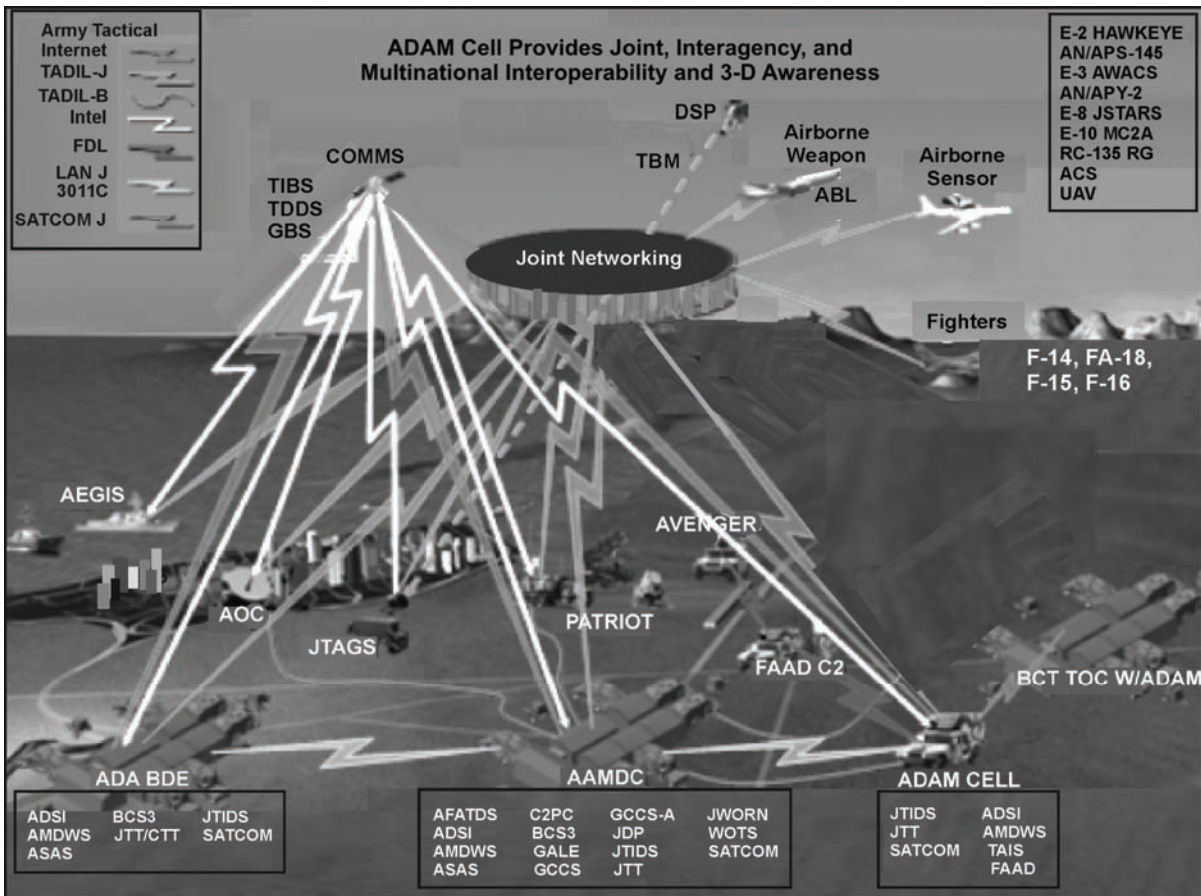 Army Tactical
Internet
TADIL-J
TADIL-B
Intel
FDL
LAN J
3011C
SATCOM J
ADAM Cell Provides Joint, Interagency, and
Multinational Interoperability and 3-D Awareness
E-2 HAWKEYE
AN/APS-145
E-3 AWACS
AN/APY-2
E-8 JSTARS
E-10 MC2A
RC-135 RG
ACS
UAV
DSP
TBM
Airborne
Weapon
ABL
Airborne
Sensor
COMMS
TIBS
TDDS
GBS
Joint Networking
Fighters
F-14, FA-18,
F-15, F-16
AEGIS
AVENGER
AOC
PATRIOT
JTAGS
FAAD C2
BCT TOC W/ADAM
ADA BDE
AAMDC
ADAM CELL
ADSI BCS3 JTIDS
AMDWS JTT/CTT SATCOM
ASAS
AFATDS C2PC GCCS-A JWORN
ADSI BCS3 JDP WOTS
AMDWS GALE JTIDS SATCOM
ASAS GCCS JTT
JTIDS ADSI
JTT AMDWS
SATCOM TAIS
FAAD